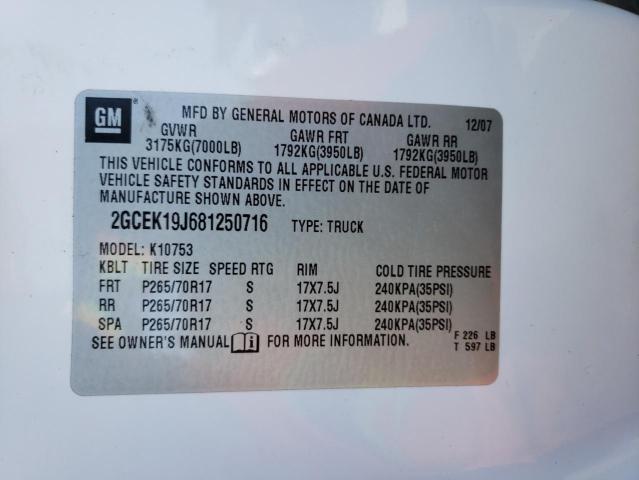 GM ® MFD BY GENERAL MOTORS OF CANADA LTD. 12/07
GVWR GAWR FRT GAWR RR
3175KG(7000LB) 1792KG(3950LB) 1792KG(3950LB)
THIS VEHICLE CONFORMS TO ALL APPLICABLE U.S. FEDERAL MOTOR
VEHICLE SAFETY STANDARDS IN EFFECT ON THE DATE OF
MANUFACTURE SHOWN ABOVE.
2GCEK19J681250716 TYPE: TRUCK
MODEL: K10753
KBLT TIRE SIZE SPEED RTG RIM COLD TIRE PRESSURE
FRT P265/70R17 S 17X7.5J 240KPA(35PSI)
RR P265/70R17 S 17X7.5J 240KPA(35PSI)
SPA P265/70R17 S 17X7.5J 240KPA(35PSI)
SEE OWNER'S MANUAL i FOR MORE INFORMATION. F 226 LB
T 597 LB